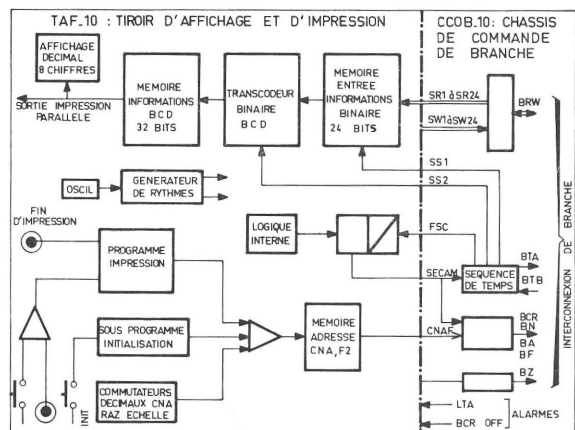 TAF_10 : TIROIR D'AFFICHAGE ET D'IMPRESSION
CCOB_10: CHASSIS
DE COMMANDE
DE BRANCHE
AFFICHAGE
DECIMAL
8 CHIFFRES
SORTIE IMPRESSION
PARALLELE
MEMOIRE
INFORMATIONS
BCD
32 BITS
TRANSCODEUR
BINAIRE
BCD
MEMOIRE
ENTREE
INFORMATIONS
BINAIRE
24 BITS
SR1 à SR24
SW1 à SW24
BRW
SS1
SS2
OSCIL
GENERATEUR
DE RYTHMES
FIN
D'IMPRESSION
PROGRAMME
IMPRESSION
LOGIQUE
INTERNE
FSC
SECAM
SEQUENCE
DE TEMPS
BTA
BTB
INTERCONNEXION DE BRANCHE
SOUS PROGRAMME
INITIALISATION
MEMOIRE
ADRESSE
CNA, F2
CNAF
BCR
BN
BA
BF
COMMUTATEURS
DECIMAUX CNA
RAZ ECHELLE
INIT
BZ
LTA
BCR OFF
ALARMES